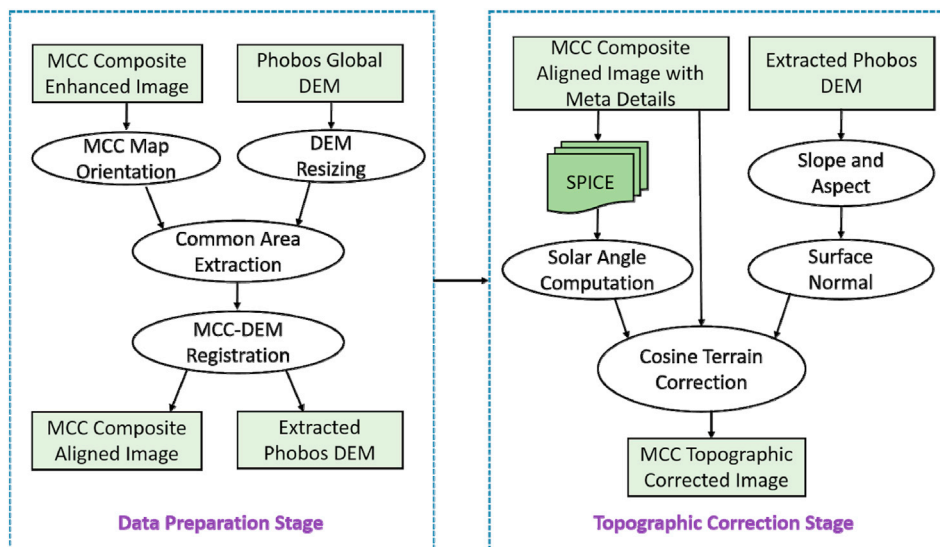 MCC Composite
Enhanced Image
Phobos Global
DEM
MCC Map
Orientation
DEM
Resizing
Common Area
Extraction
MCC-DEM
Registration
MCC Composite
Aligned Image
Extracted
Phobos DEM
Data Preparation Stage
MCC Composite
Aligned Image with
Meta Details
Extracted Phobos
DEM
SPICE
Slope and
Aspect
Solar Angle
Computation
Surface
Normal
Cosine Terrain
Correction
MCC Topographic
Corrected Image
Topographic Correction Stage